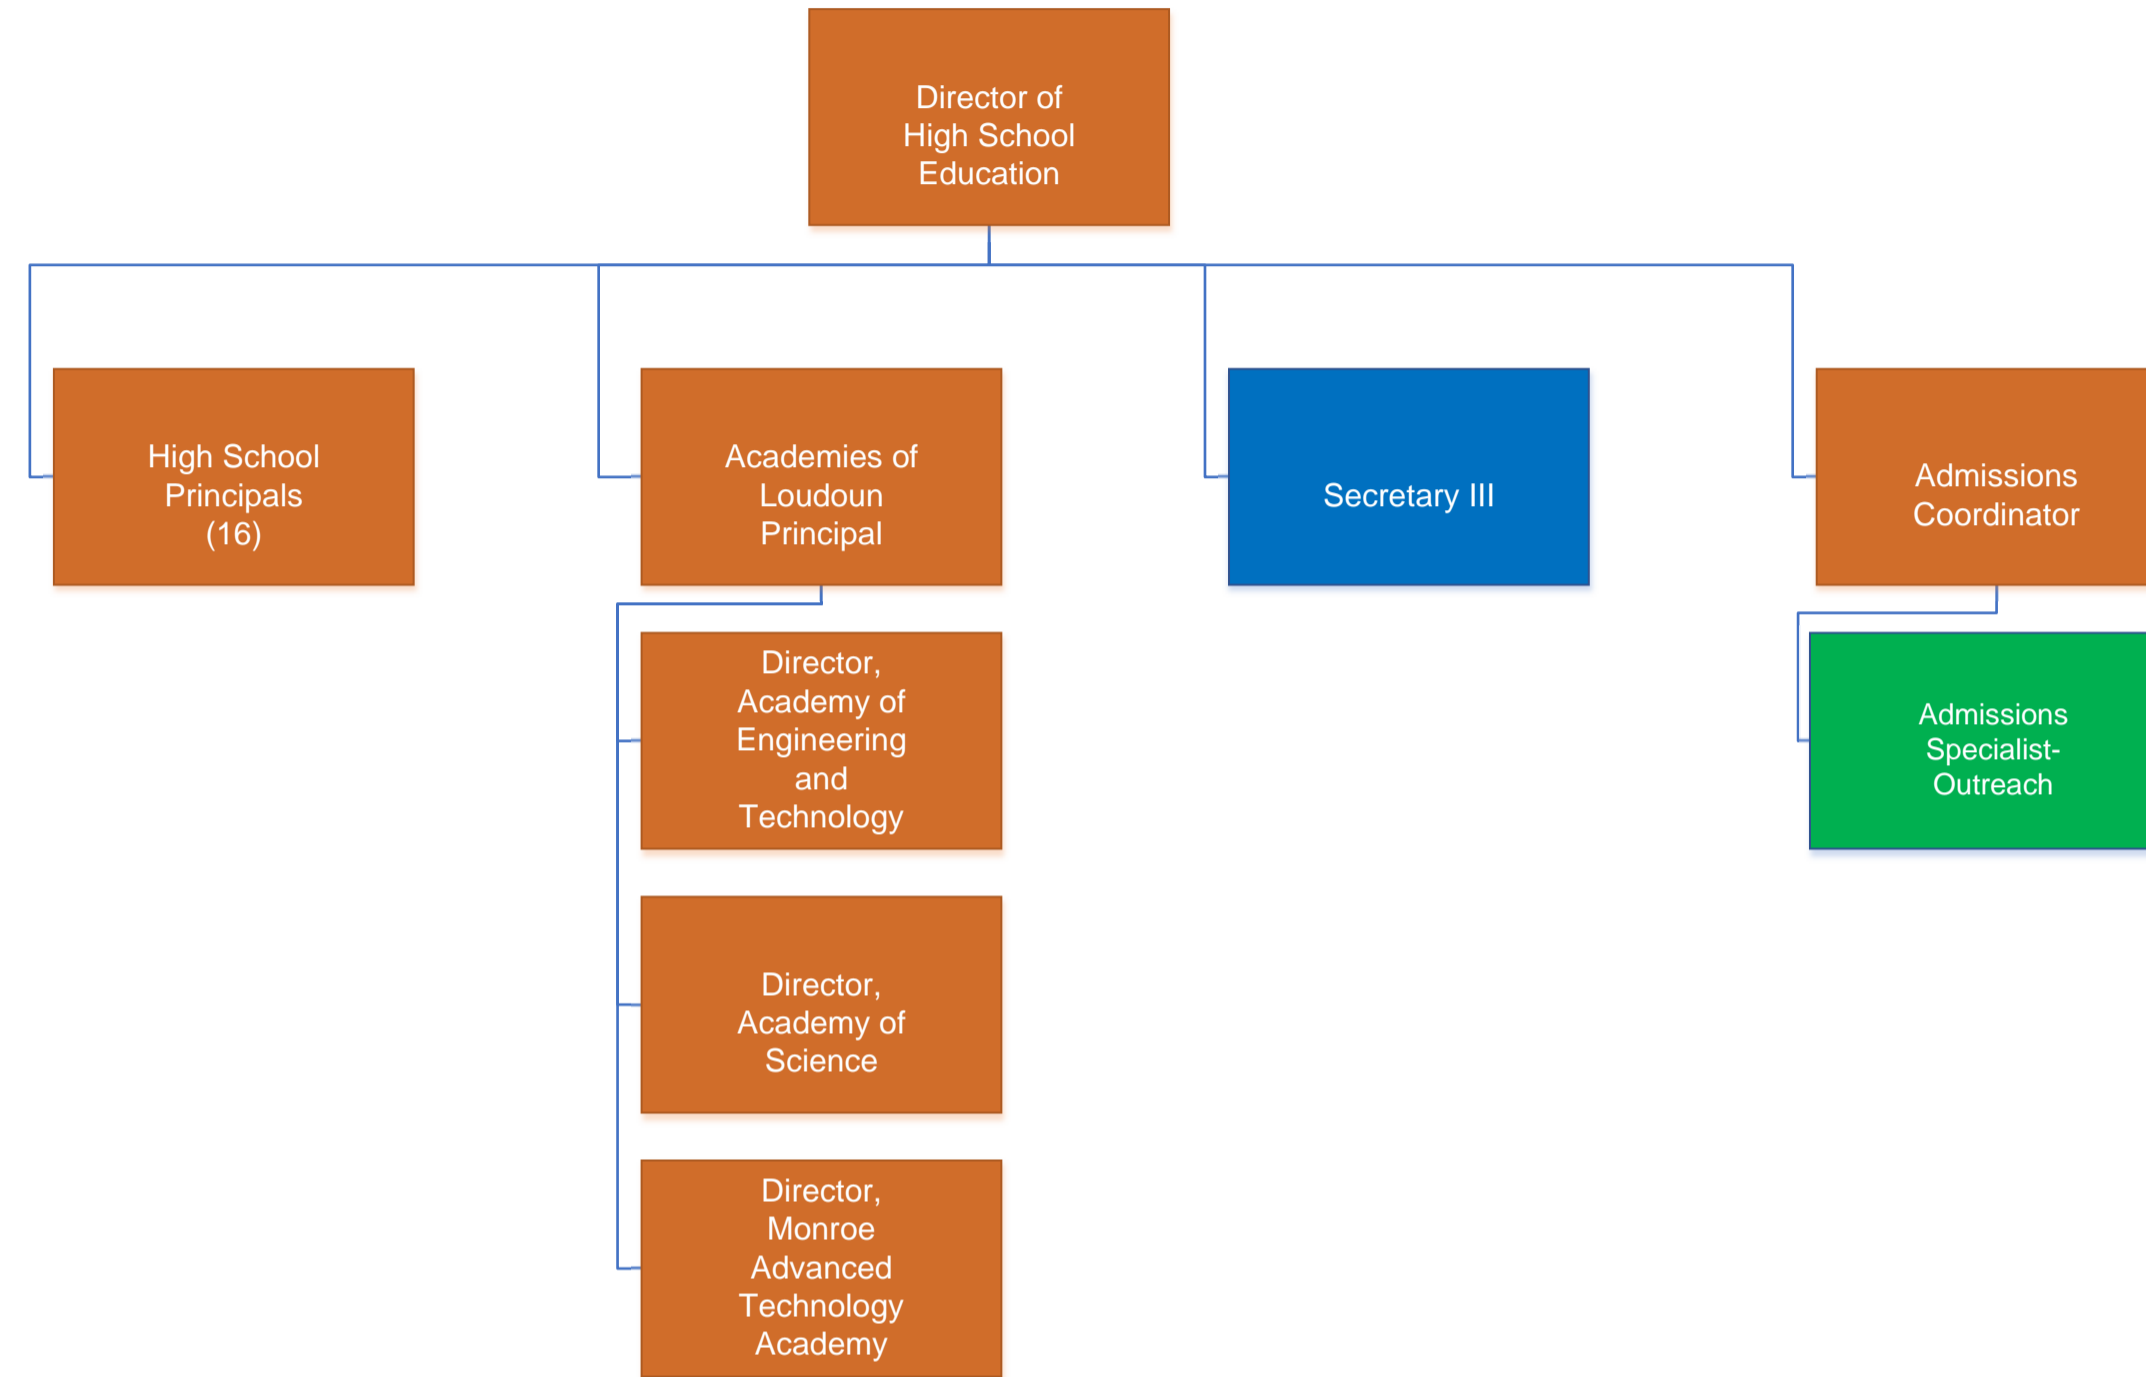 Director of
High School
Education
High School
Principals
(16)
Academies of
Loudoun
Principal
Secretary III
Admissions
Coordinator
Director,
Academy of
Engineering
and
Technology
Admissions
Specialist-
Outreach
Director,
Academy of
Science
Director,
Monroe
Advanced
Technology
Academy